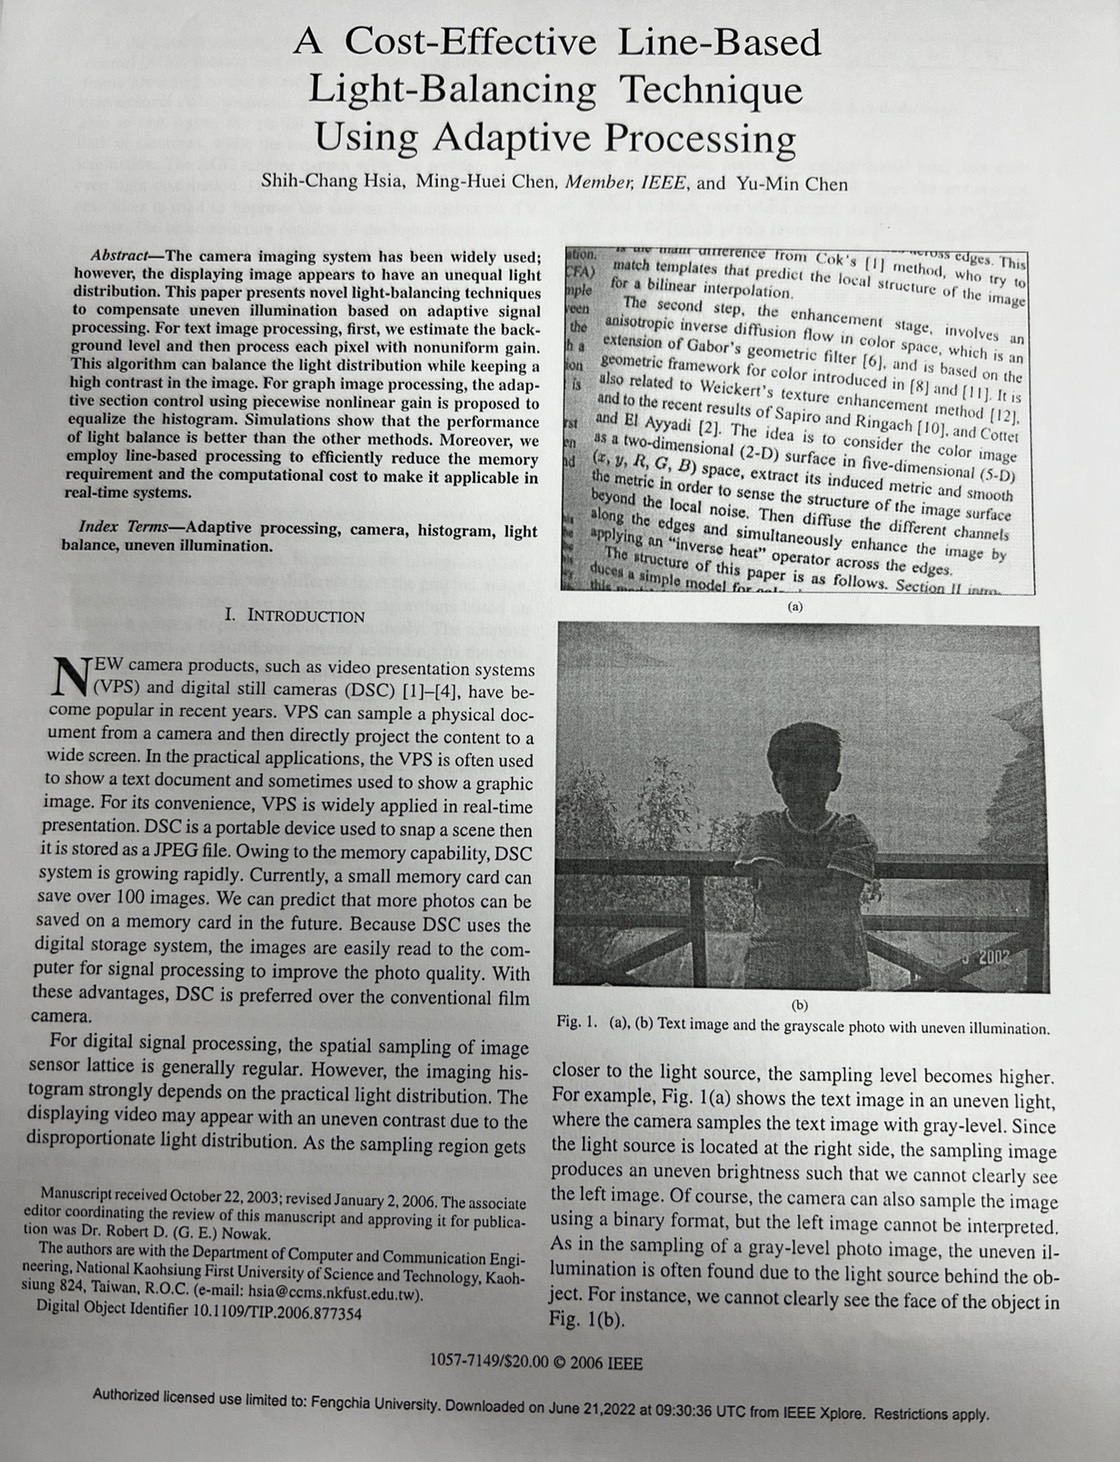 A Cost-Effective Line-Based
Light-Balancing Technique
Using Adaptive Processing
Shih-Chang Hsia, Ming-Huei Chen, Member, IEEE, and Yu-Min Chen
Abstract—The camera imaging system has been widely used;
however, the displaying image appears to have an unequal light
distribution. This paper presents novel light-balancing techniques
to compensate uneven illumination based on adaptive signal
processing. For text image processing, first, we estimate the back-
ground level and then process each pixel with nonuniform gain.
This algorithm can balance the light distribution while keeping a
high contrast in the image. For graph image processing, the adap-
tive section control using piecewise nonlinear gain is proposed to
equalize the histogram. Simulations show that the performance
of light balance is better than the other methods. Moreover, we
employ line-based processing to efficiently reduce the memory
requirement and the computational cost to make it applicable in
real-time systems.
Index Terms—Adaptive processing, camera, histogram, light
balance, uneven illumination.
I. INTRODUCTION
NEW camera products, such as video presentation systems
(VPS) and digital still cameras (DSC) [1]–[4], have be-
come popular in recent years. VPS can sample a physical doc-
ument from a camera and then directly project the content to a
wide screen. In the practical applications, the VPS is often used
to show a text document and sometimes used to show a graphic
image. For its convenience, VPS is widely applied in real-time
presentation. DSC is a portable device used to snap a scene then
it is stored as a JPEG file. Owing to the memory capability, DSC
system is growing rapidly. Currently, a small memory card can
save over 100 images. We can predict that more photos can be
saved on a memory card in the future. Because DSC uses the
digital storage system, the images are easily read to the com-
puter for signal processing to improve the photo quality. With
these advantages, DSC is preferred over the conventional film
camera.
For digital signal processing, the spatial sampling of image
sensor lattice is generally regular. However, the imaging his-
togram strongly depends on the practical light distribution. The
displaying video may appear with an uneven contrast due to the
disproportionate light distribution. As the sampling region gets
Manuscript received October 22, 2003; revised January 2, 2006. The associate
editor coordinating the review of this manuscript and approving it for publica-
tion was Dr. Robert D. (G. E.) Nowak.
The authors are with the Department of Computer and Communication Engi-
neering, National Kaohsiung First University of Science and Technology, Kaoh-
siung 824, Taiwan, R.O.C. (e-mail: hsia@ccms.nkfust.edu.tw).
Digital Object Identifier 10.1109/TIP.2006.877354
is the main difference from Cok's [1] method, who try to
across edges. This
match templates that predict the local structure of the image
for a bilinear interpolation.
The second step, the enhancement stage, involves an
anisotropic inverse diffusion flow in color space, which is an
extension of Gabor's geometric filter [6], and is based on the
geometric framework for color introduced in [8] and [11]. It is
also related to Weickert's texture enhancement method [12],
and to the recent results of Sapiro and Ringach [10], and Cottet
and El Ayyadi [2]. The idea is to consider the color image
as a two-dimensional (2-D) surface in five-dimensional (5-D)
(x, y, R, G, B) space, extract its induced metric and smooth
the metric in order to sense the structure of the image surface
beyond the local noise. Then diffuse the different channels
along the edges and simultaneously enhance the image by
applying an "inverse heat" operator across the edges.
The structure of this paper is as follows. Section II intro-
duces a simple model for
(a)
2002
(b)
Fig. 1. (a), (b) Text image and the grayscale photo with uneven illumination.
closer to the light source, the sampling level becomes higher.
For example, Fig. 1(a) shows the text image in an uneven light,
where the camera samples the text image with gray-level. Since
the light source is located at the right side, the sampling image
produces an uneven brightness such that we cannot clearly see
the left image. Of course, the camera can also sample the image
using a binary format, but the left image cannot be interpreted.
As in the sampling of a gray-level photo image, the uneven il-
lumination is often found due to the light source behind the ob-
ject. For instance, we cannot clearly see the face of the object in
Fig. 1(b).
1057-7149/$20.00 © 2006 IEEE
Authorized licensed use limited to: Fengchia University. Downloaded on June 21,2022 at 09:30:36 UTC from IEEE Xplore. Restrictions apply.